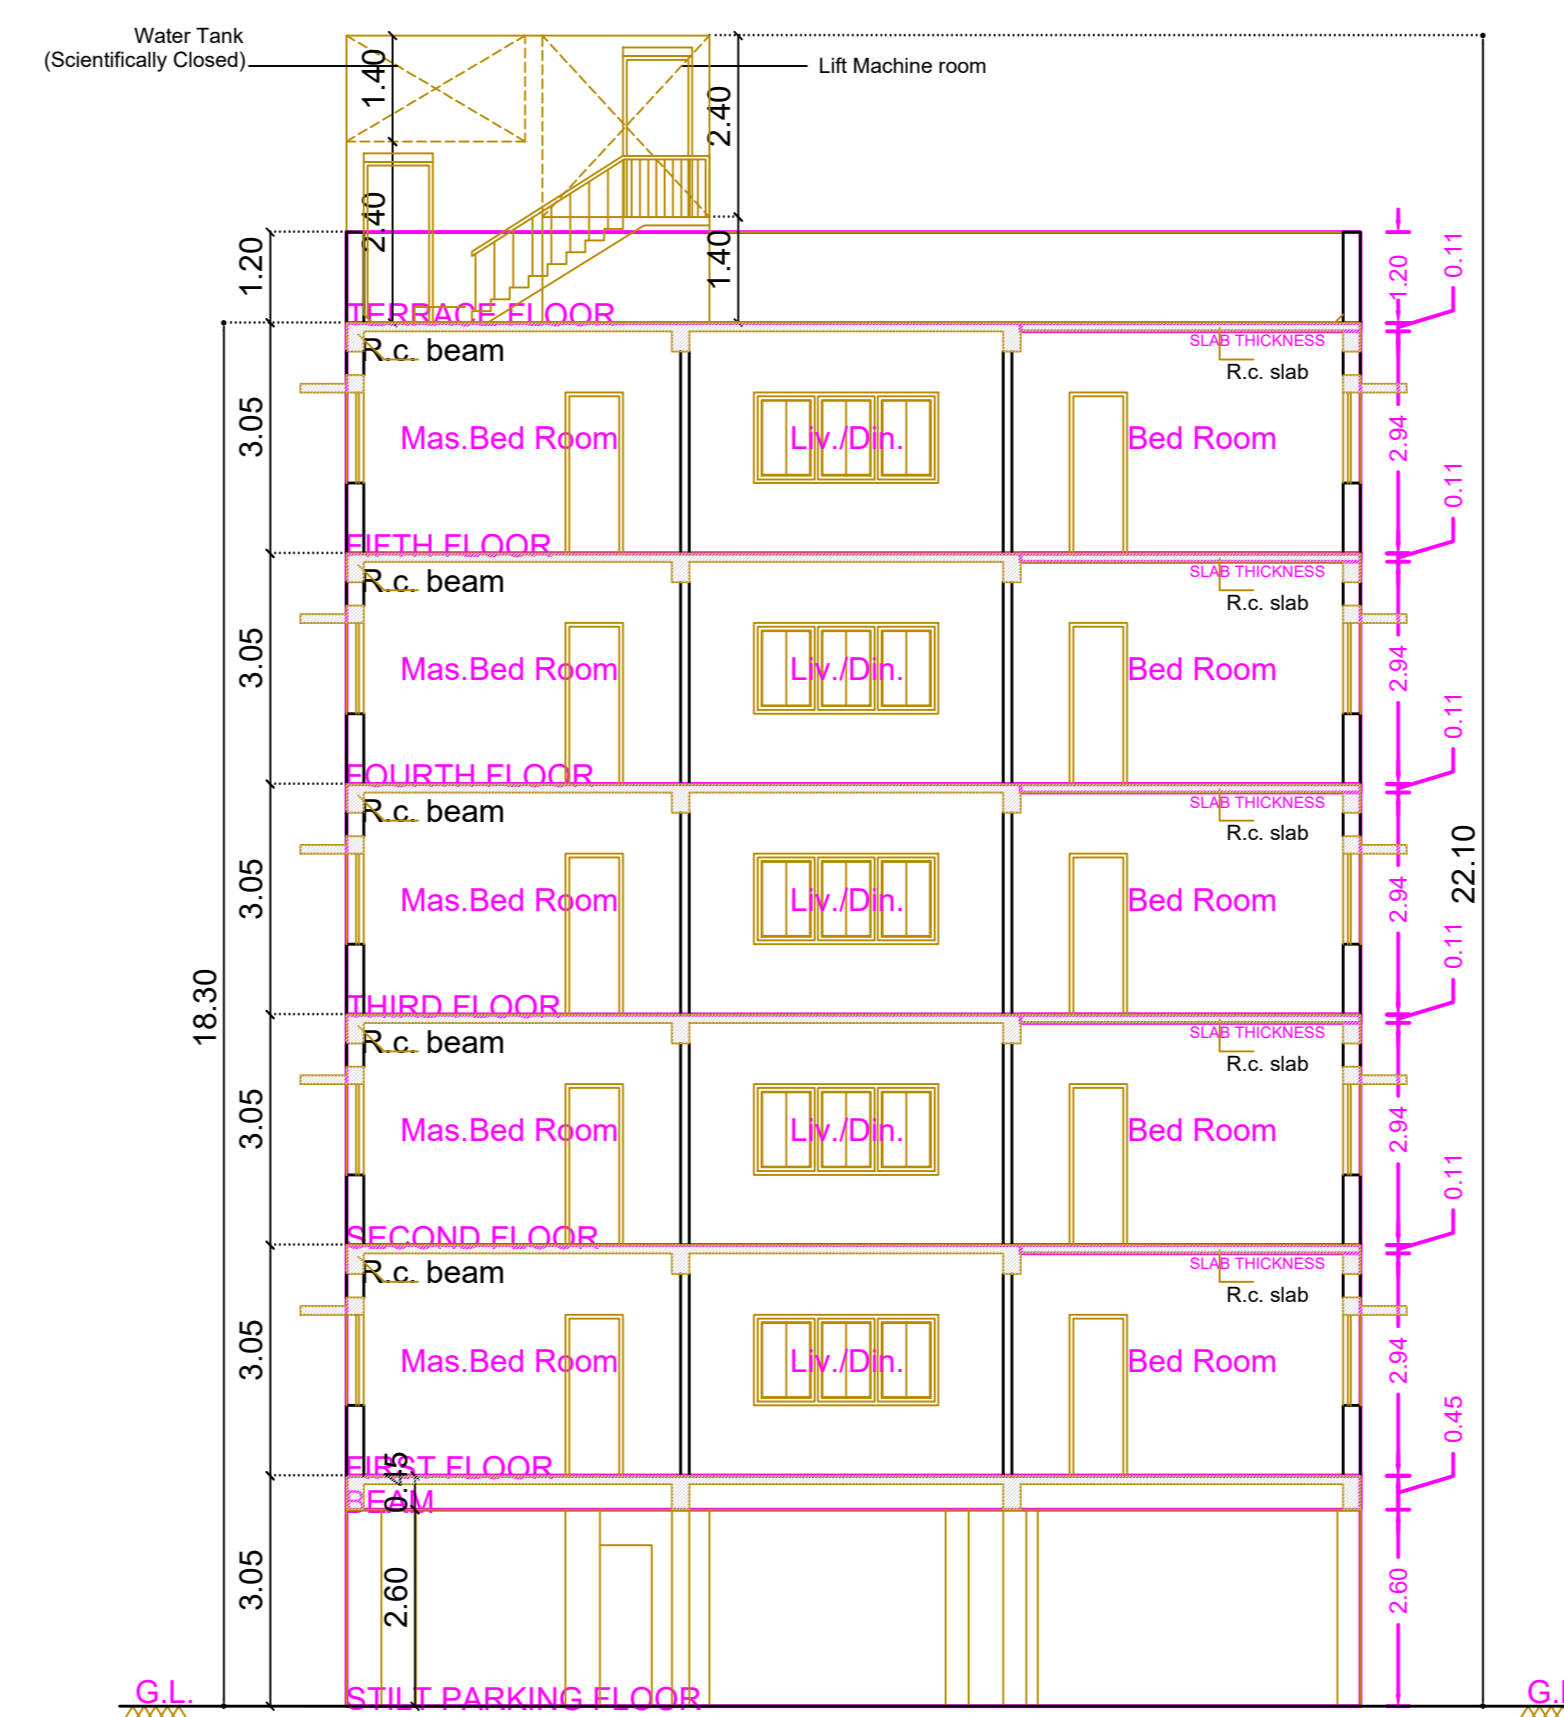 Water Tank
(Scientifically Closed)
Lift Machine room
1.40
2.40
2.40
1.40
1.20
1.20
0.11
TERRACE FLOOR
R.c. beam
SLAB THICKNESS
R.c. slab
3.05
Mas.Bed Room
Liv./Din.
Bed Room
2.94
0.11
FIFTH FLOOR
R.c. beam
SLAB THICKNESS
R.c. slab
3.05
Mas.Bed Room
Liv./Din.
Bed Room
2.94
0.11
FOURTH FLOOR
R.c. beam
SLAB THICKNESS
R.c. slab
3.05
Mas.Bed Room
Liv./Din.
Bed Room
2.94
22.10
0.11
18.30
THIRD FLOOR
R.c. beam
SLAB THICKNESS
R.c. slab
3.05
Mas.Bed Room
Liv./Din.
Bed Room
2.94
0.11
SECOND FLOOR
R.c. beam
SLAB THICKNESS
R.c. slab
3.05
Mas.Bed Room
Liv./Din.
Bed Room
2.94
0.45
FIRST FLOOR
0.45
BEAM
3.05
2.60
2.60
G.L.
STILT PARKING FLOOR
G.